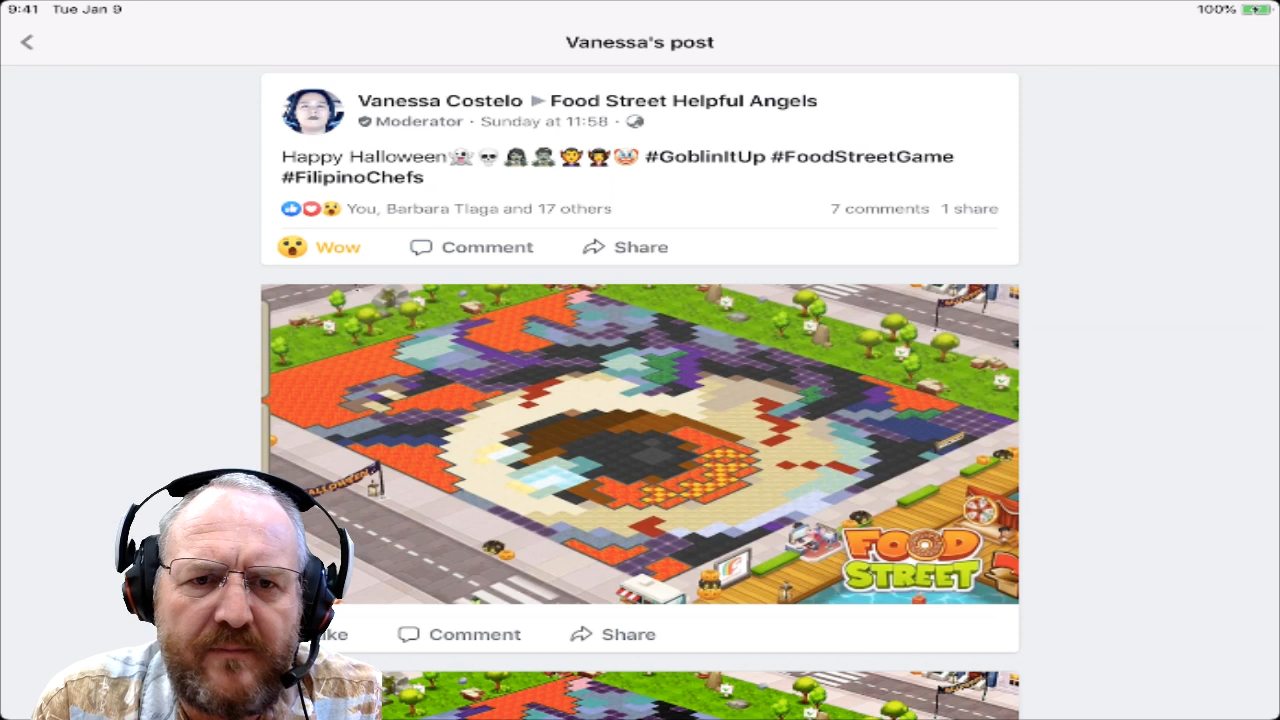 9:41 Tue Jan 9
100%
Vanessa's post
Vanessa Costelo ▶ Food Street Helpful Angels
Moderator · Sunday at 11:58 ·
Happy Halloween👻💀🧟‍♀️🧟‍♂️🧛‍♂️🧛‍♀️🤡 #GoblinItUp #FoodStreetGame
#FilipinoChefs
You, Barbara Tlaga and 17 others
7 comments 1 share
Wow
Comment
Share
HALLOWEEN
FOOD
STREET
Comment
Share